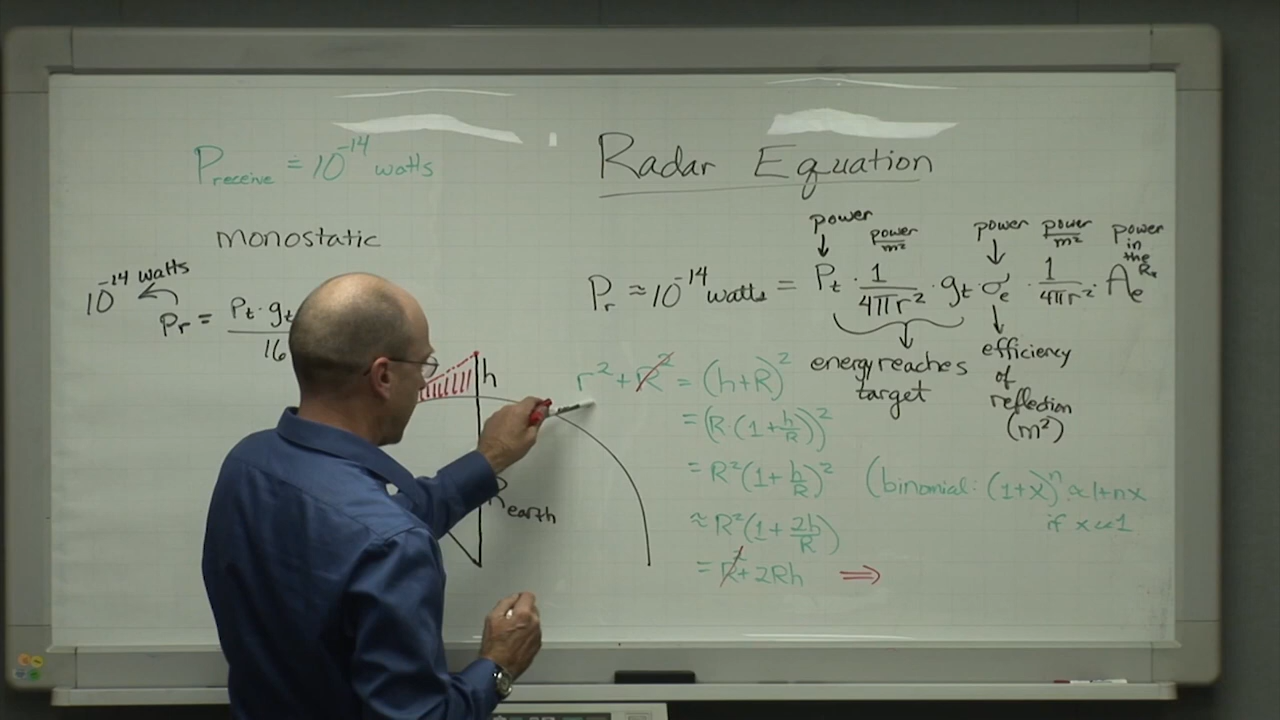 P_receive = 10^-14 watts
monostatic
10^-14 watts
P_r = P_t · g_t / 16
h
R_earth
Radar Equation
power
power/m²
power
power/m²
power in the
P_r ≈ 10^-14 watts = P_t · 1/4πr² · g_t σ_e · 1/4πr² · A_e
energy reaches target
efficiency of reflection (m²)
r² + R² = (h+R)²
= (R·(1+h/R))²
= R²(1+h/R)² (binomial: (1+x)^n ≈ 1+nx
if x<<1
≈ R²(1+2h/R)
= R²+2Rh ⇒